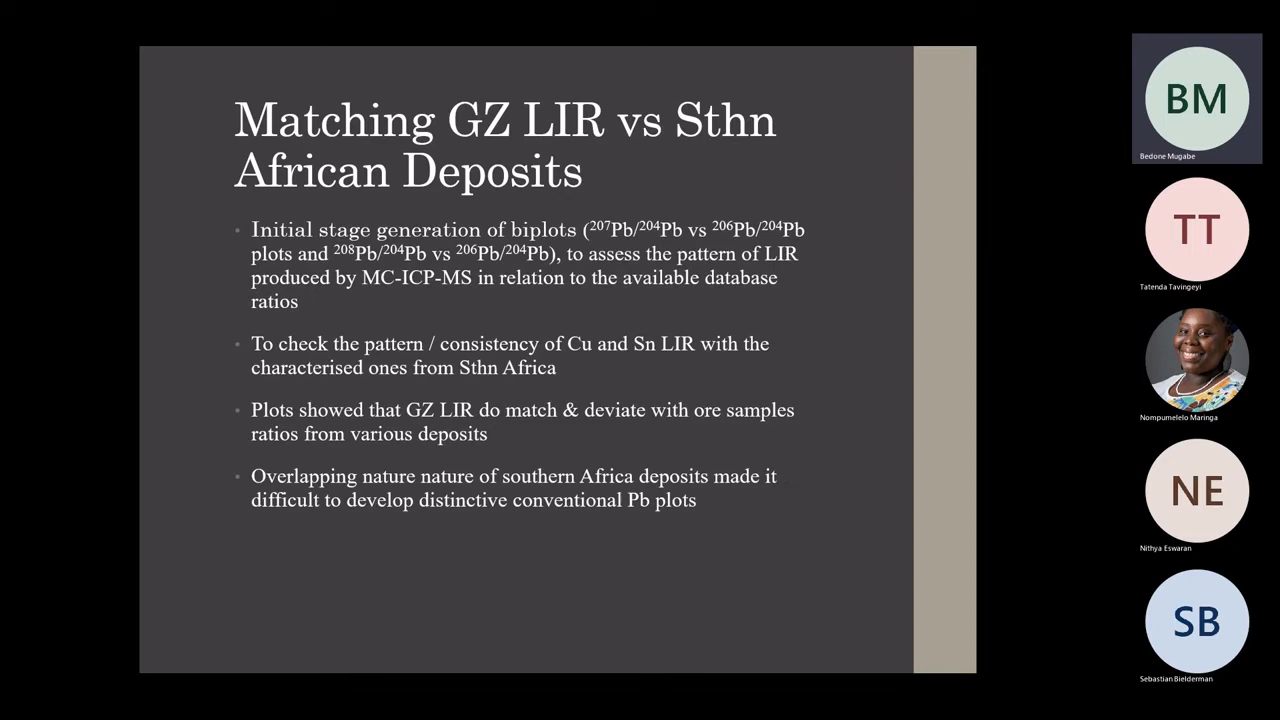 Matching GZ LIR vs Sthn
African Deposits
• Initial stage generation of biplots (²⁰⁷Pb/²⁰⁴Pb vs ²⁰⁶Pb/²⁰⁴Pb
plots and ²⁰⁸Pb/²⁰⁴Pb vs ²⁰⁶Pb/²⁰⁴Pb), to assess the pattern of LIR
produced by MC-ICP-MS in relation to the available database
ratios
• To check the pattern / consistency of Cu and Sn LIR with the
characterised ones from Sthn Africa
• Plots showed that GZ LIR do match & deviate with ore samples
ratios from various deposits
• Overlapping nature nature of southern Africa deposits made it
difficult to develop distinctive conventional Pb plots
BM
Bedone Mugabe
TT
Tatenda Tavingeyi
Nompumelelo Maringa
NE
Nithya Eswaran
SB
Sebastian Bielderman